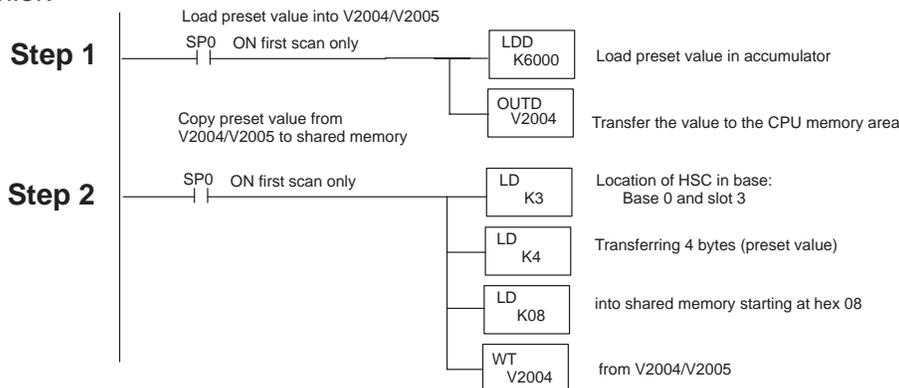 Load preset value into V2004/V2005
Step 1
SP0 ON first scan only
LDD
K6000
Load preset value in accumulator
OUTD
V2004
Transfer the value to the CPU memory area
Copy preset value from
V2004/V2005 to shared memory
Step 2
SP0 ON first scan only
LD
K3
Location of HSC in base:
Base 0 and slot 3
LD
K4
Transferring 4 bytes (preset value)
LD
K08
into shared memory starting at hex 08
WT
V2004
from V2004/V2005